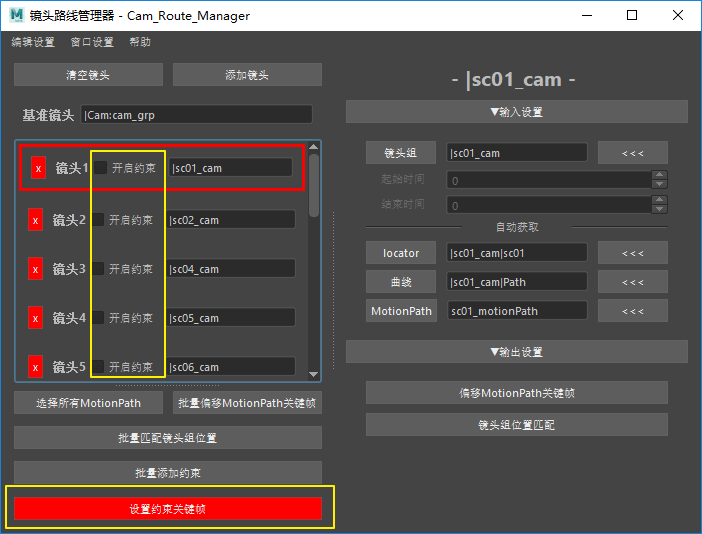 M 镜头路线管理器 - Cam_Route_Manager
编辑设置 窗口设置 帮助
清空镜头 添加镜头
基准镜头 |Cam:cam_grp
x 镜头1 开启约束 |sc01_cam
x 镜头2 开启约束 |sc02_cam
x 镜头3 开启约束 |sc04_cam
x 镜头4 开启约束 |sc05_cam
x 镜头5 开启约束 |sc06_cam
选择所有MotionPath 批量偏移MotionPath关键帧
批量匹配镜头组位置
批量添加约束
设置约束关键帧
- |sc01_cam -
▼输入设置
镜头组 |sc01_cam <<<
起始时间 0
结束时间 0
自动获取
locator |sc01_cam|sc01 <<<
曲线 |sc01_cam|Path <<<
MotionPath sc01_motionPath <<<
▼输出设置
偏移MotionPath关键帧
镜头组位置匹配